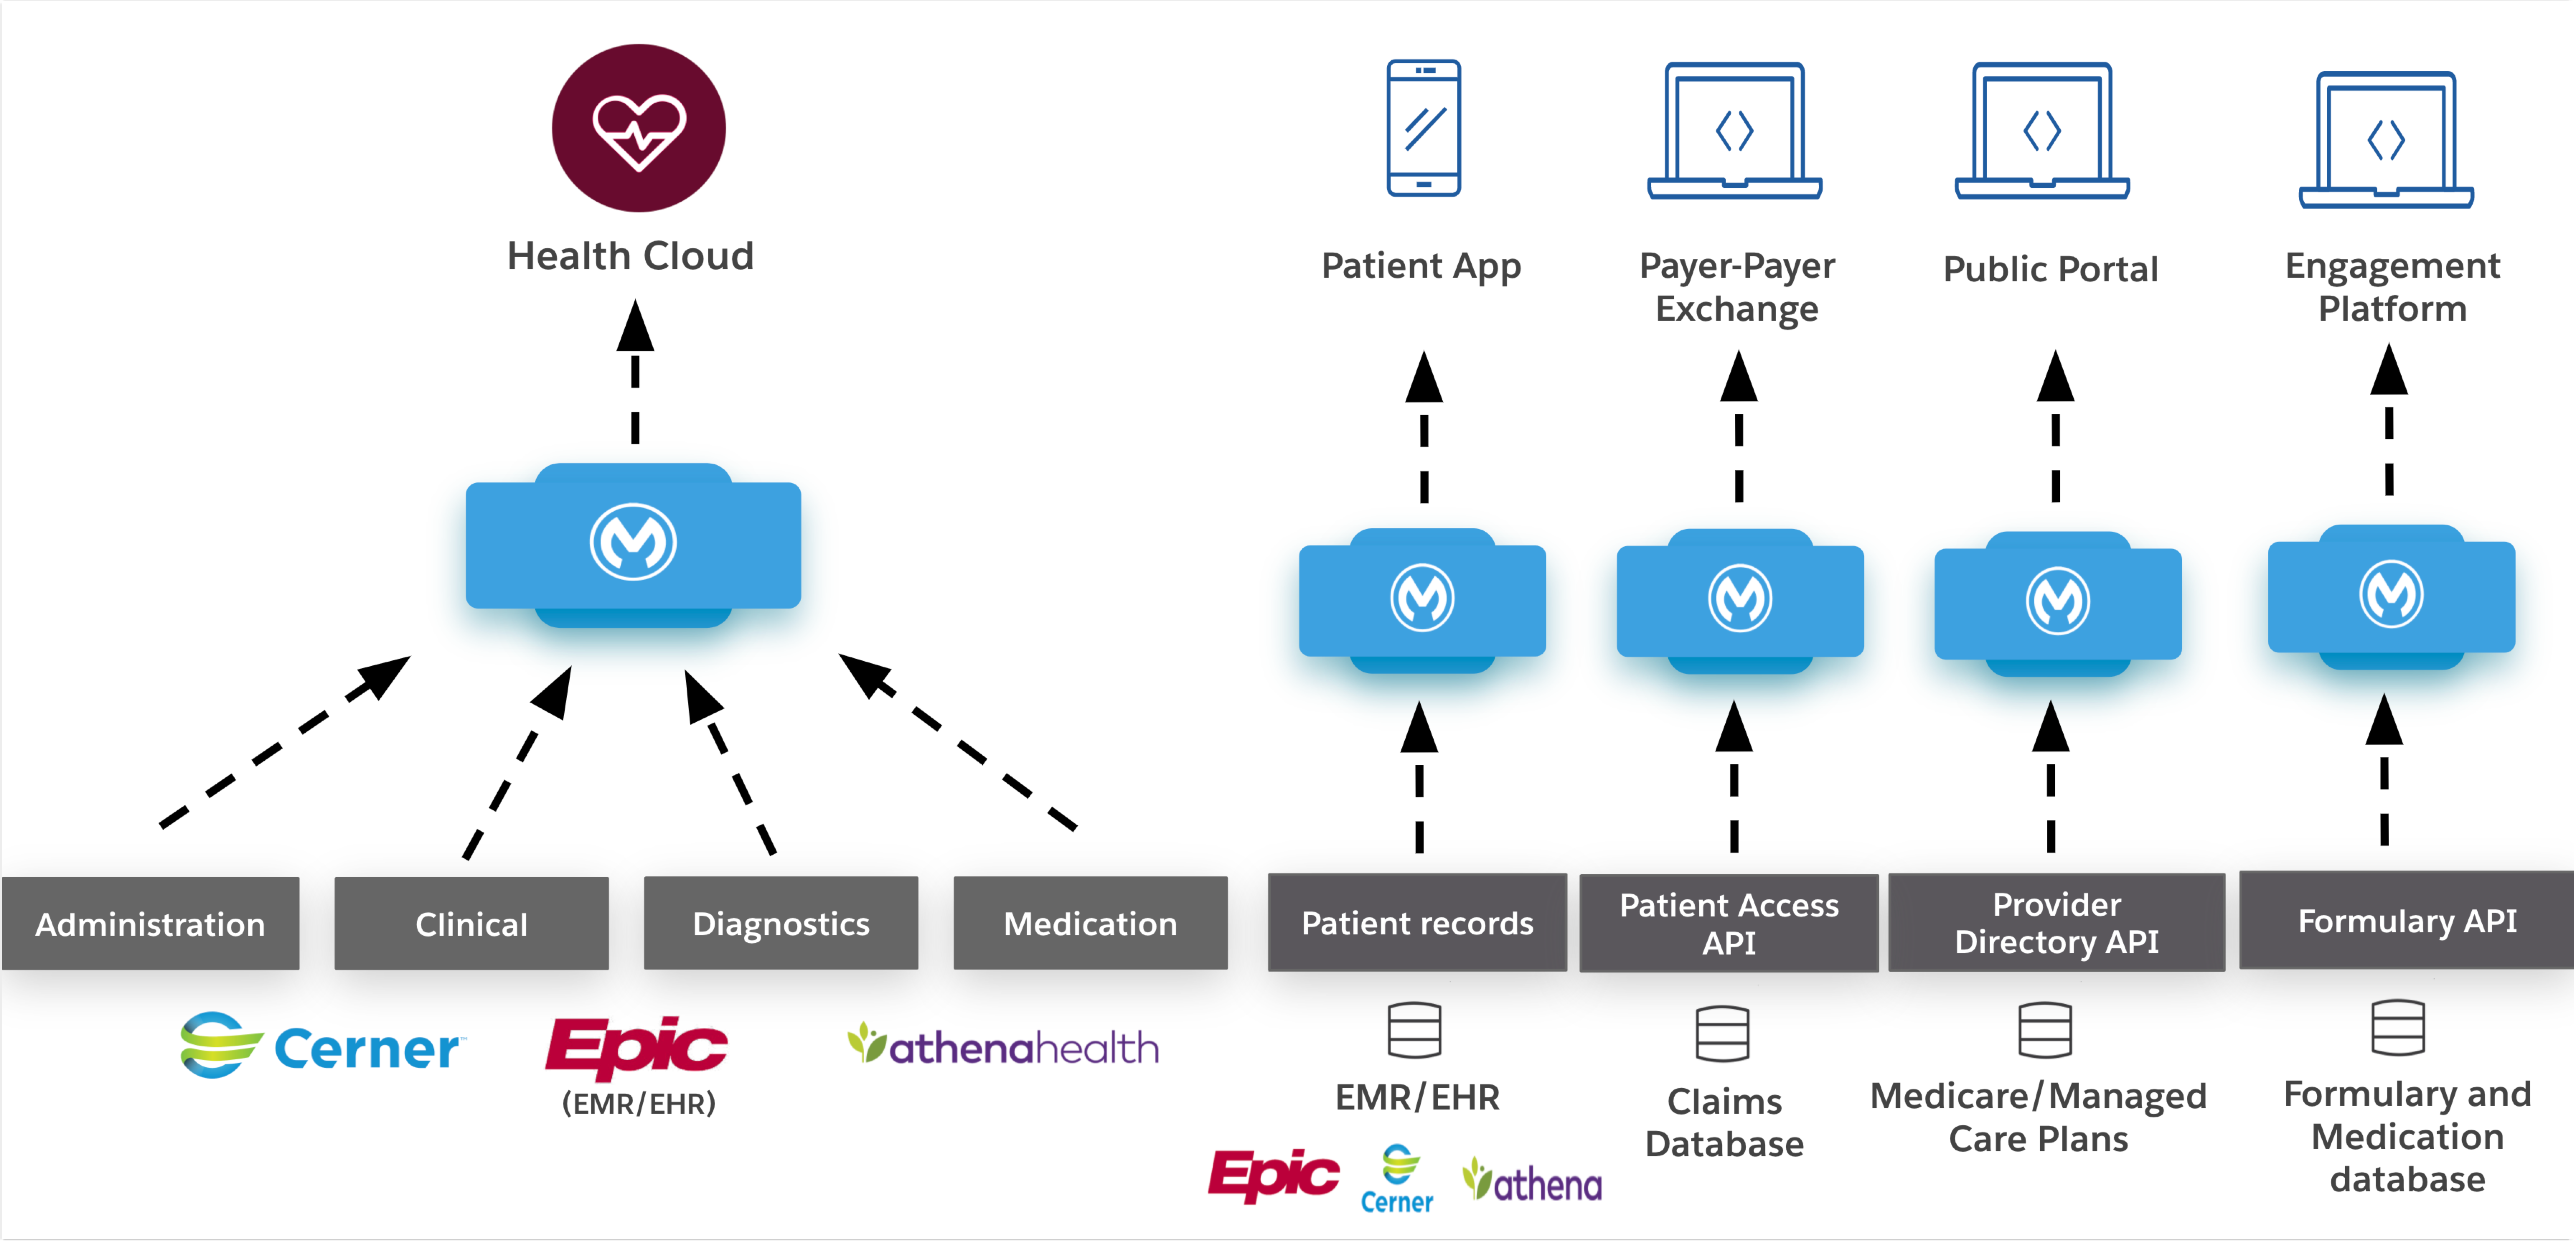 Health Cloud
Patient App
Payer-Payer
Exchange
Public Portal
Engagement
Platform
Administration
Clinical
Diagnostics
Medication
Patient records
Patient Access
API
Provider
Directory API
Formulary API
Cerner™
Epic
(EMR/EHR)
athenahealth
EMR/EHR
Epic
Cerner
athena
Claims
Database
Medicare/Managed
Care Plans
Formulary and
Medication
database